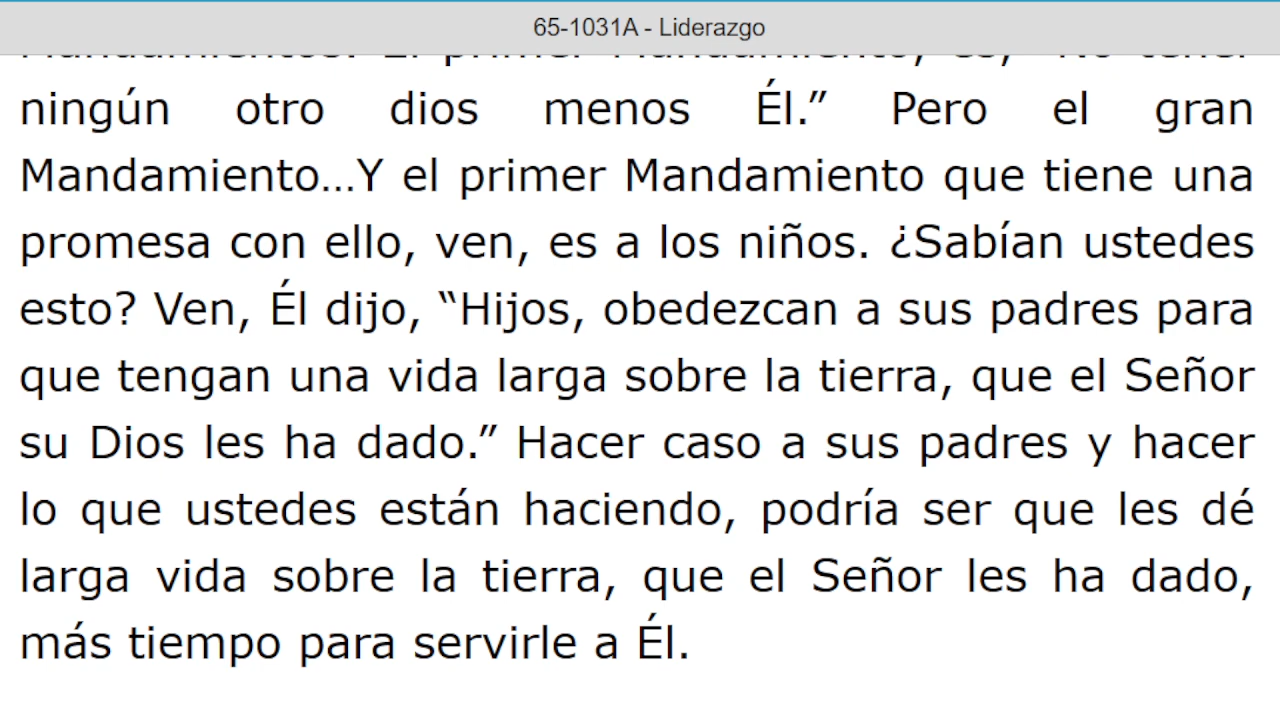 65-1031A - Liderazgo
ningún otro dios menos Él.” Pero el gran
Mandamiento...Y el primer Mandamiento que tiene una
promesa con ello, ven, es a los niños. ¿Sabían ustedes
esto? Ven, Él dijo, “Hijos, obedezcan a sus padres para
que tengan una vida larga sobre la tierra, que el Señor
su Dios les ha dado.” Hacer caso a sus padres y hacer
lo que ustedes están haciendo, podría ser que les dé
larga vida sobre la tierra, que el Señor les ha dado,
más tiempo para servirle a Él.